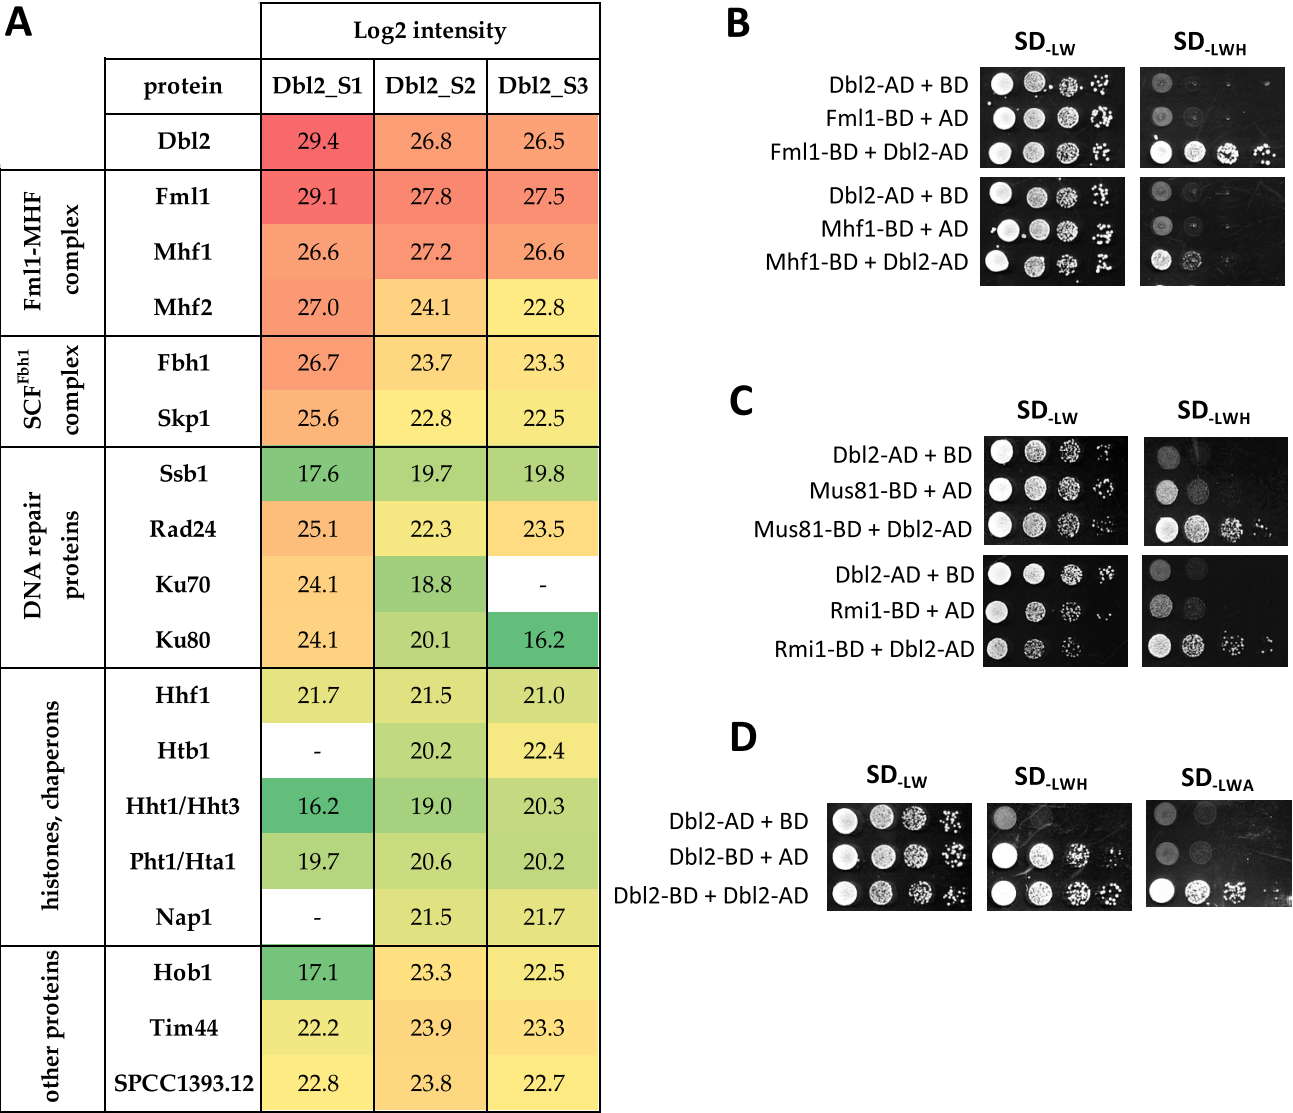 A
Log2 intensity
protein Dbl2_S1 Dbl2_S2 Dbl2_S3
Dbl2 29.4 26.8 26.5
Fml1-MHF
complex
Fml1 29.1 27.8 27.5
Mhf1 26.6 27.2 26.6
Mhf2 27.0 24.1 22.8
SCFFbh1
complex
Fbh1 26.7 23.7 23.3
Skp1 25.6 22.8 22.5
DNA repair
proteins
Ssb1 17.6 19.7 19.8
Rad24 25.1 22.3 23.5
Ku70 24.1 18.8 -
Ku80 24.1 20.1 16.2
histones, chaperons
Hhf1 21.7 21.5 21.0
Htb1 - 20.2 22.4
Hht1/Hht3 16.2 19.0 20.3
Pht1/Hta1 19.7 20.6 20.2
Nap1 - 21.5 21.7
other proteins
Hob1 17.1 23.3 22.5
Tim44 22.2 23.9 23.3
SPCC1393.12 22.8 23.8 22.7
B
SD-LW SD-LWH
Dbl2-AD + BD
Fml1-BD + AD
Fml1-BD + Dbl2-AD
Dbl2-AD + BD
Mhf1-BD + AD
Mhf1-BD + Dbl2-AD
C
SD-LW SD-LWH
Dbl2-AD + BD
Mus81-BD + AD
Mus81-BD + Dbl2-AD
Dbl2-AD + BD
Rmi1-BD + AD
Rmi1-BD + Dbl2-AD
D
SD-LW SD-LWH SD-LWA
Dbl2-AD + BD
Dbl2-BD + AD
Dbl2-BD + Dbl2-AD